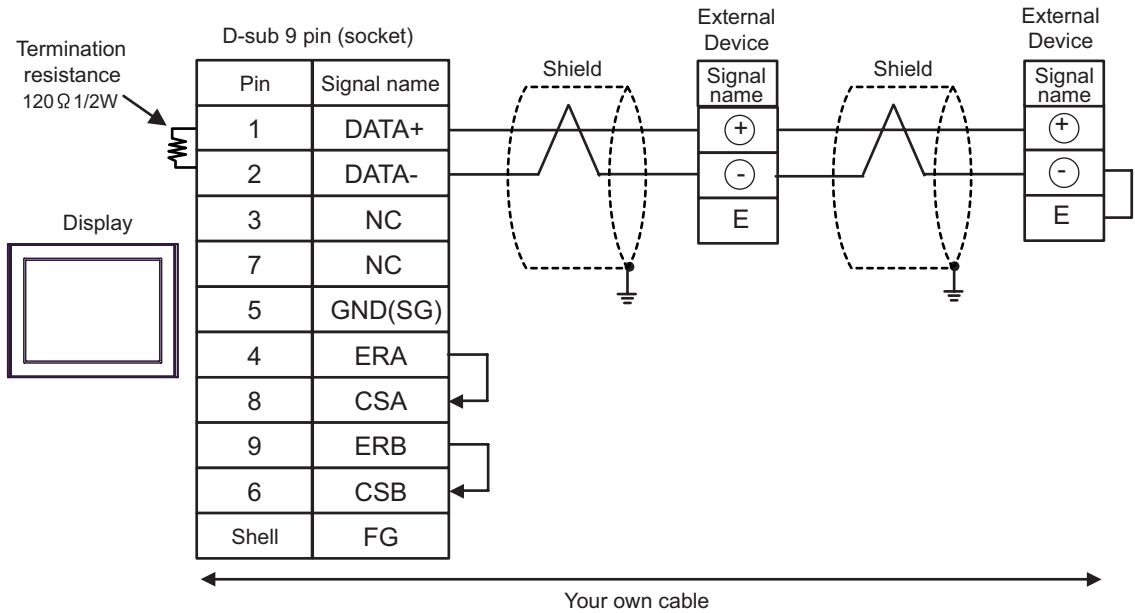 Termination
resistance
120Ω 1/2W
D-sub 9 pin (socket)
Pin Signal name
1 DATA+
2 DATA-
3 NC
7 NC
5 GND(SG)
4 ERA
8 CSA
9 ERB
6 CSB
Shell FG
Display
Shield
External
Device
Signal
name
+
-
E
Shield
External
Device
Signal
name
+
-
E
Your own cable